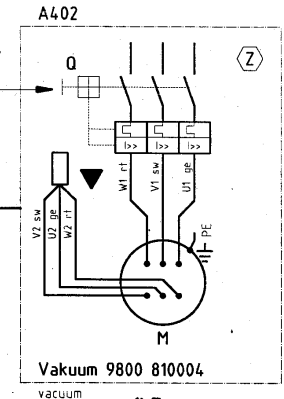 A402
Q
Z
I>> I>> I>>
W1 rt
V1 sw
U1 ge
V2 sw
U2 ge
W2 rt
PE
M
Vakuum 9800 810004
vacuum